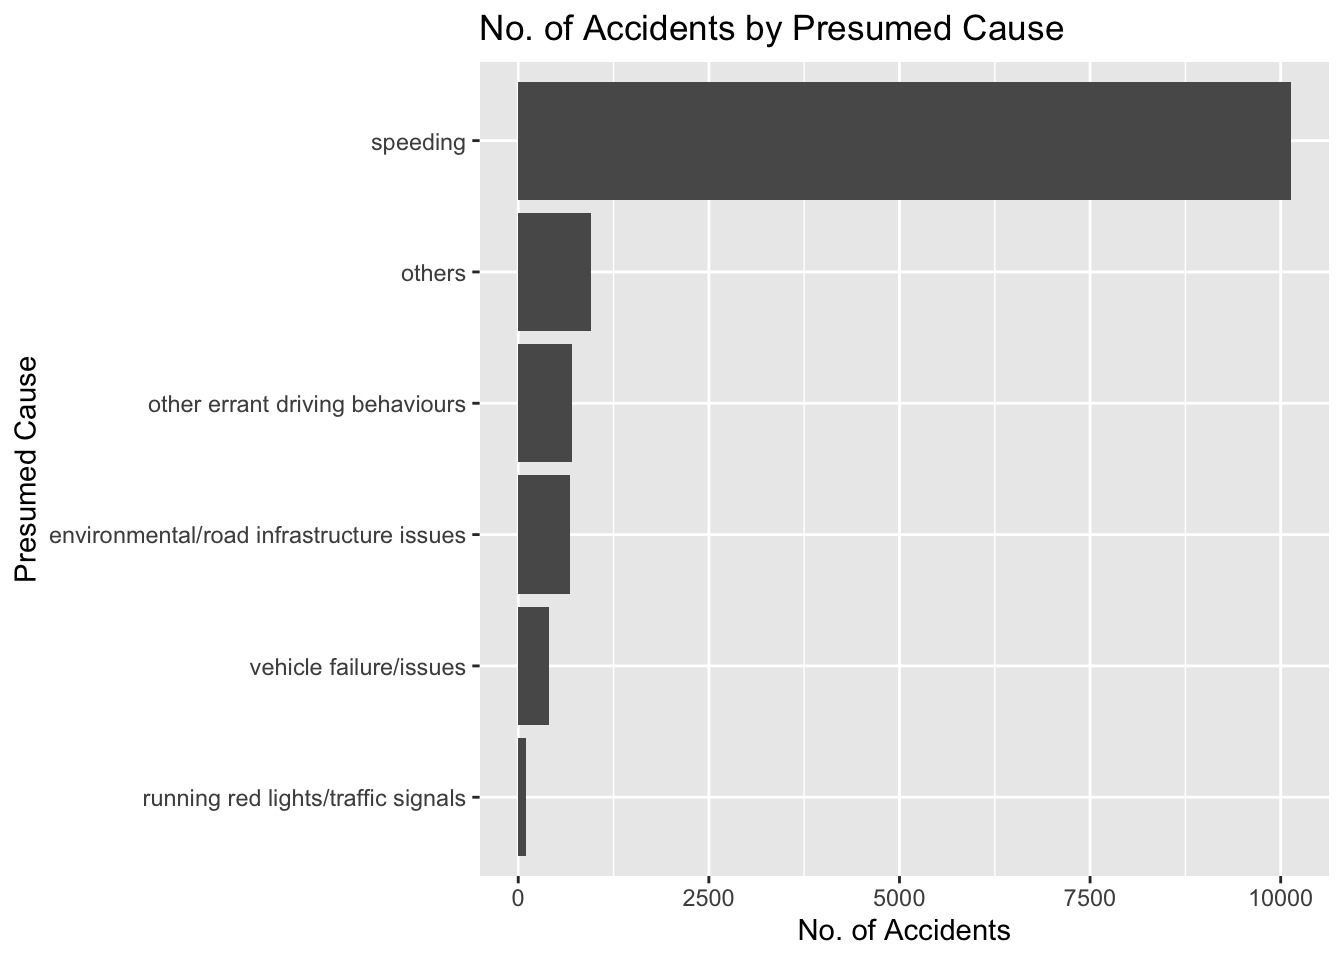 No. of Accidents by Presumed Cause
Presumed Cause
speeding
others
other errant driving behaviours
environmental/road infrastructure issues
vehicle failure/issues
running red lights/traffic signals
0 2500 5000 7500 10000
No. of Accidents